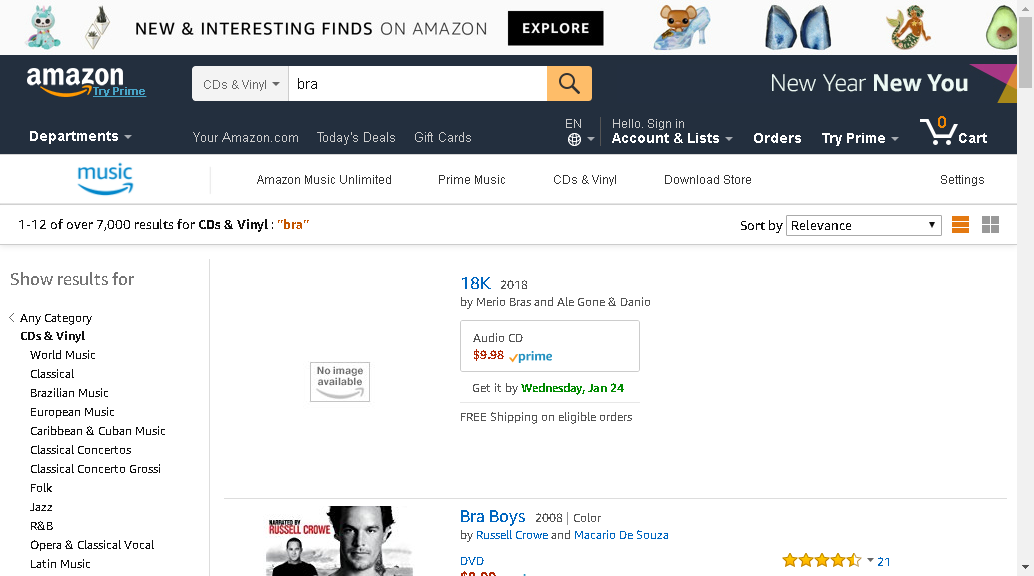 NEW & INTERESTING FINDS ON AMAZON EXPLORE
amazon
Try Prime
CDs & Vinyl bra
New Year New You
Departments
Your Amazon.com Today's Deals Gift Cards
EN
Hello. Sign in
Account & Lists
Orders
Try Prime
0
Cart
music
Amazon Music Unlimited Prime Music CDs & Vinyl Download Store Settings
1-12 of over 7,000 results for CDs & Vinyl : "bra"
Sort by Relevance
Show results for
Any Category
CDs & Vinyl
World Music
Classical
Brazilian Music
European Music
Caribbean & Cuban Music
Classical Concertos
Classical Concerto Grossi
Folk
Jazz
R&B
Opera & Classical Vocal
Latin Music
No image
available
18K 2018
by Merio Bras and Ale Gone & Danio
Audio CD
$9.98 prime
Get it by Wednesday, Jan 24
FREE Shipping on eligible orders
NARRATED BY
RUSSELL CROWE
Bra Boys 2008 | Color
by Russell Crowe and Macario De Souza
DVD
21